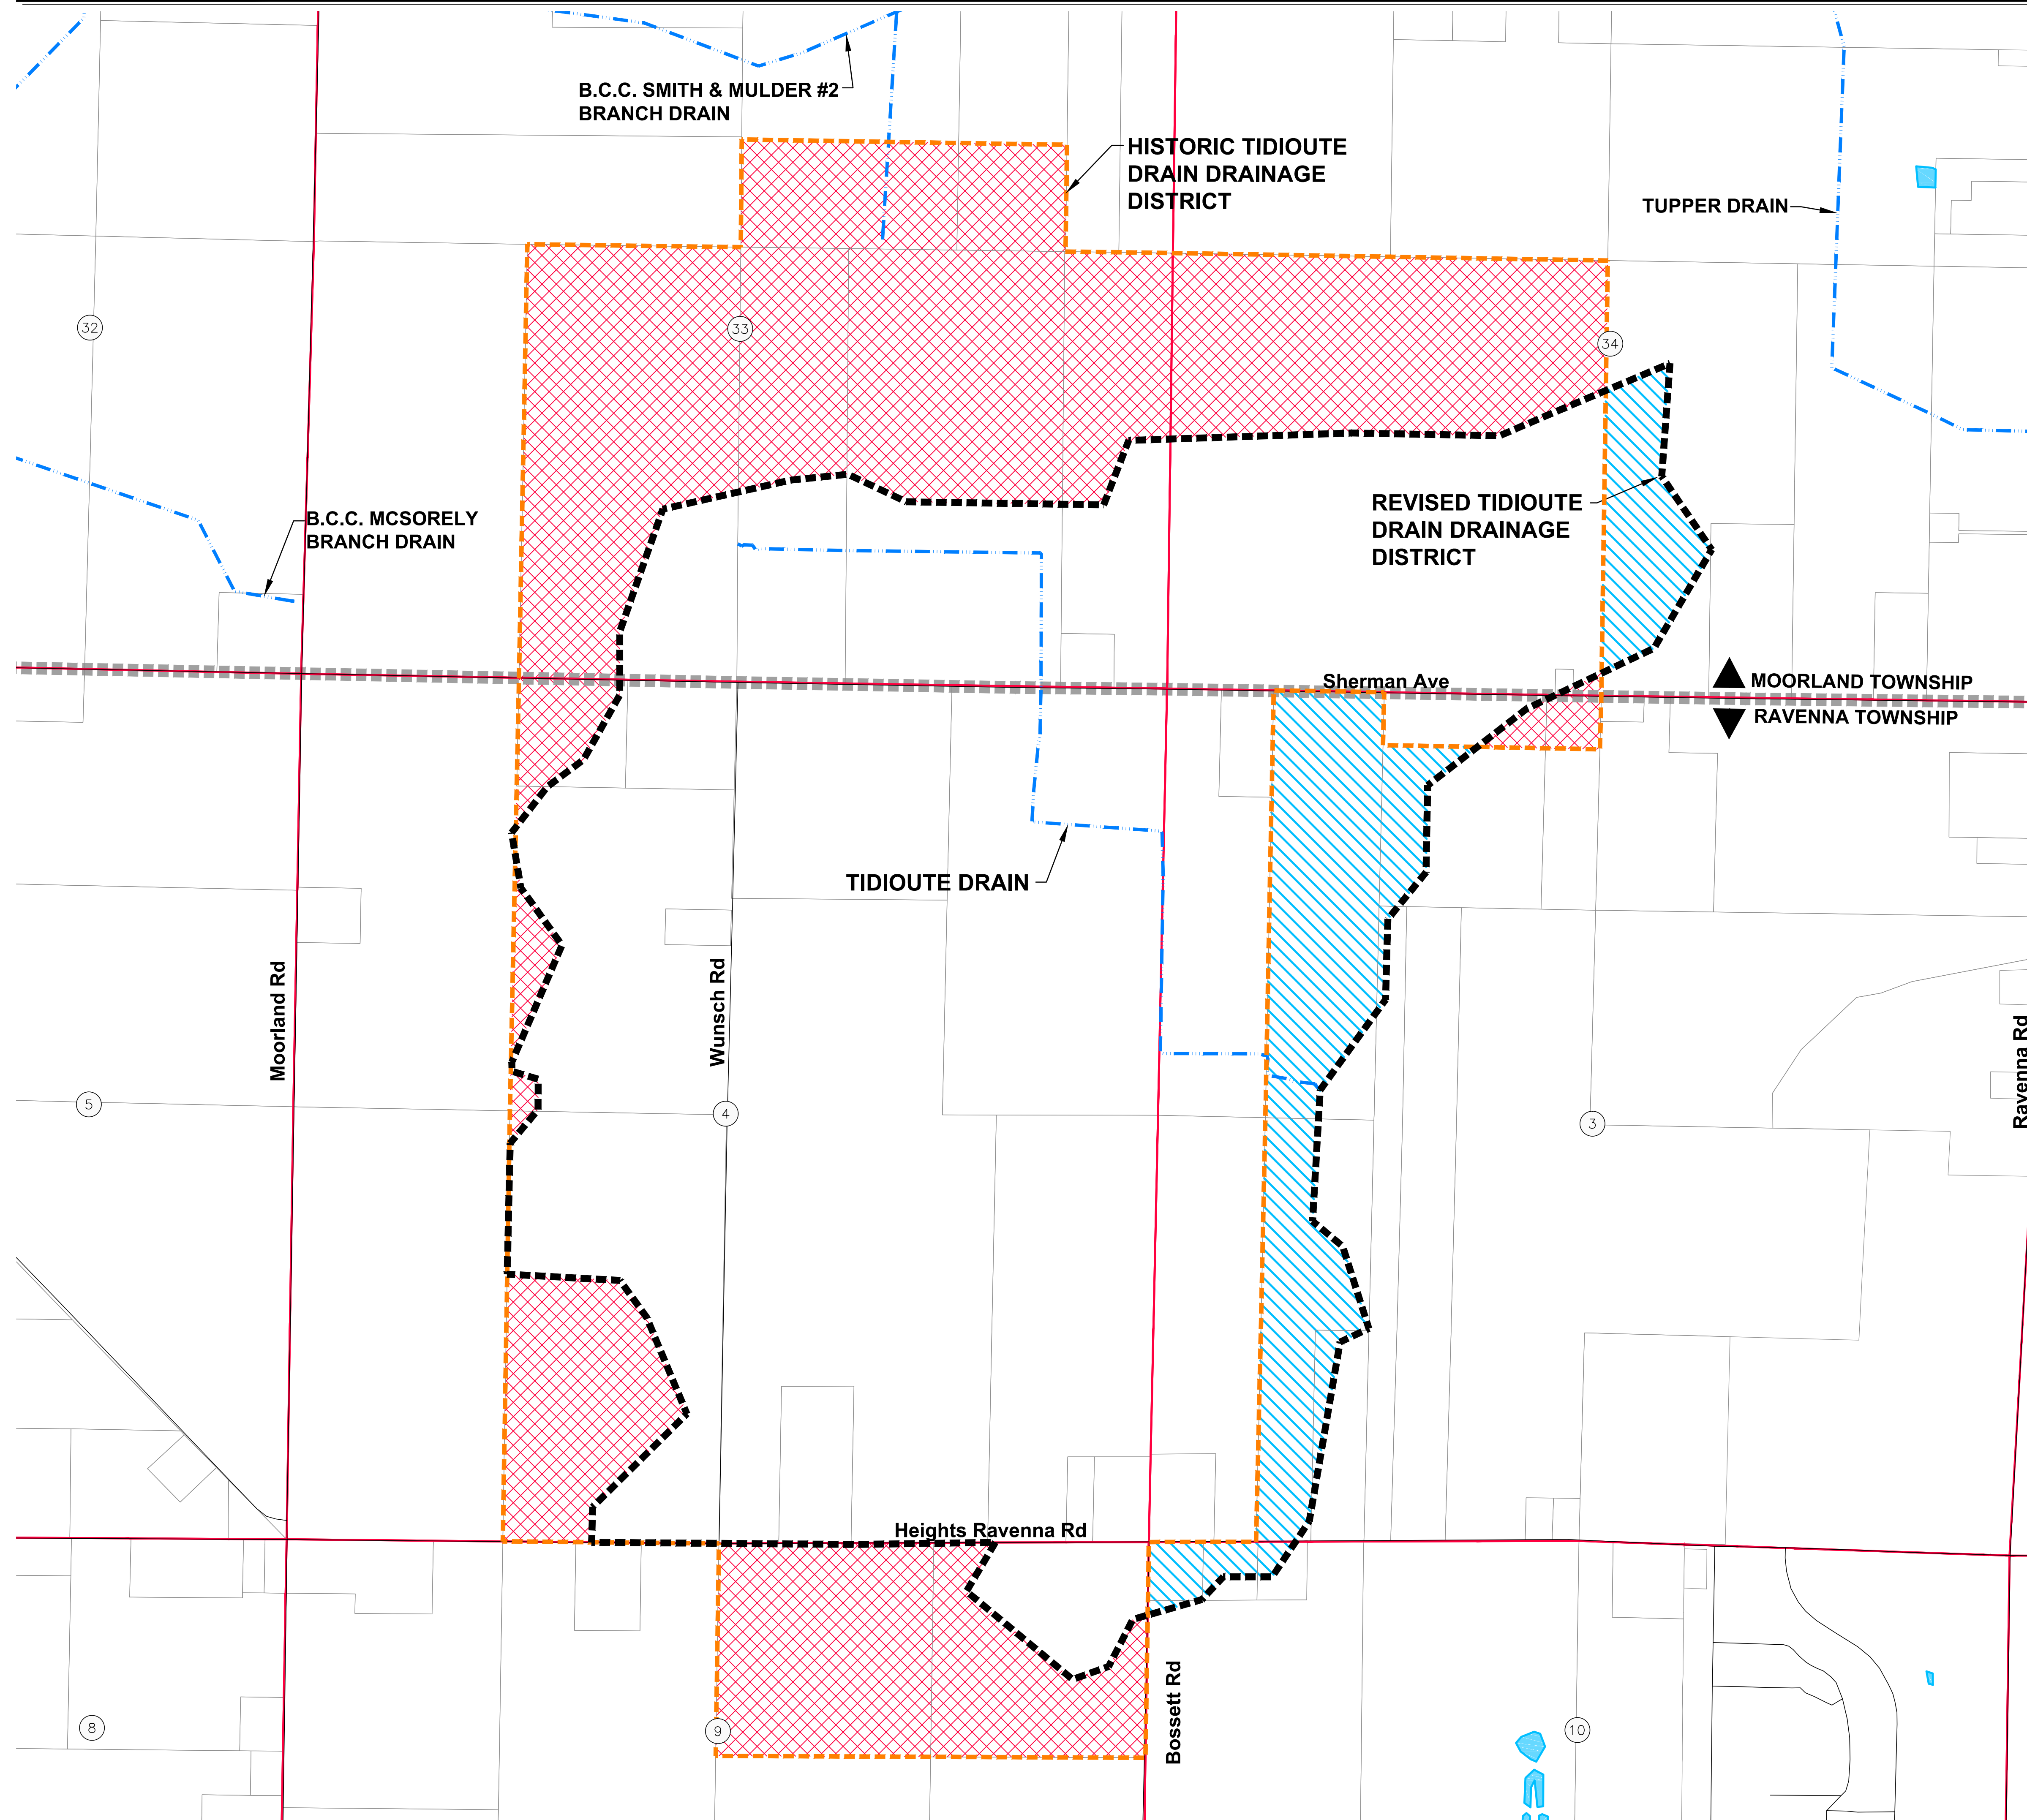 B.C.C. SMITH & MULDER #2
BRANCH DRAIN
HISTORIC TIDIOUTE
DRAIN DRAINAGE
DISTRICT
TUPPER DRAIN
32
33
34
B.C.C. MCSORELY
BRANCH DRAIN
REVISED TIDIOUTE
DRAIN DRAINAGE
DISTRICT
Sherman Ave
MOORLAND TOWNSHIP
RAVENNA TOWNSHIP
TIDIOUTE DRAIN
Moorland Rd
Wunsch Rd
Ravenna Rd
5
4
3
Heights Ravenna Rd
Bossett Rd
8
9
10